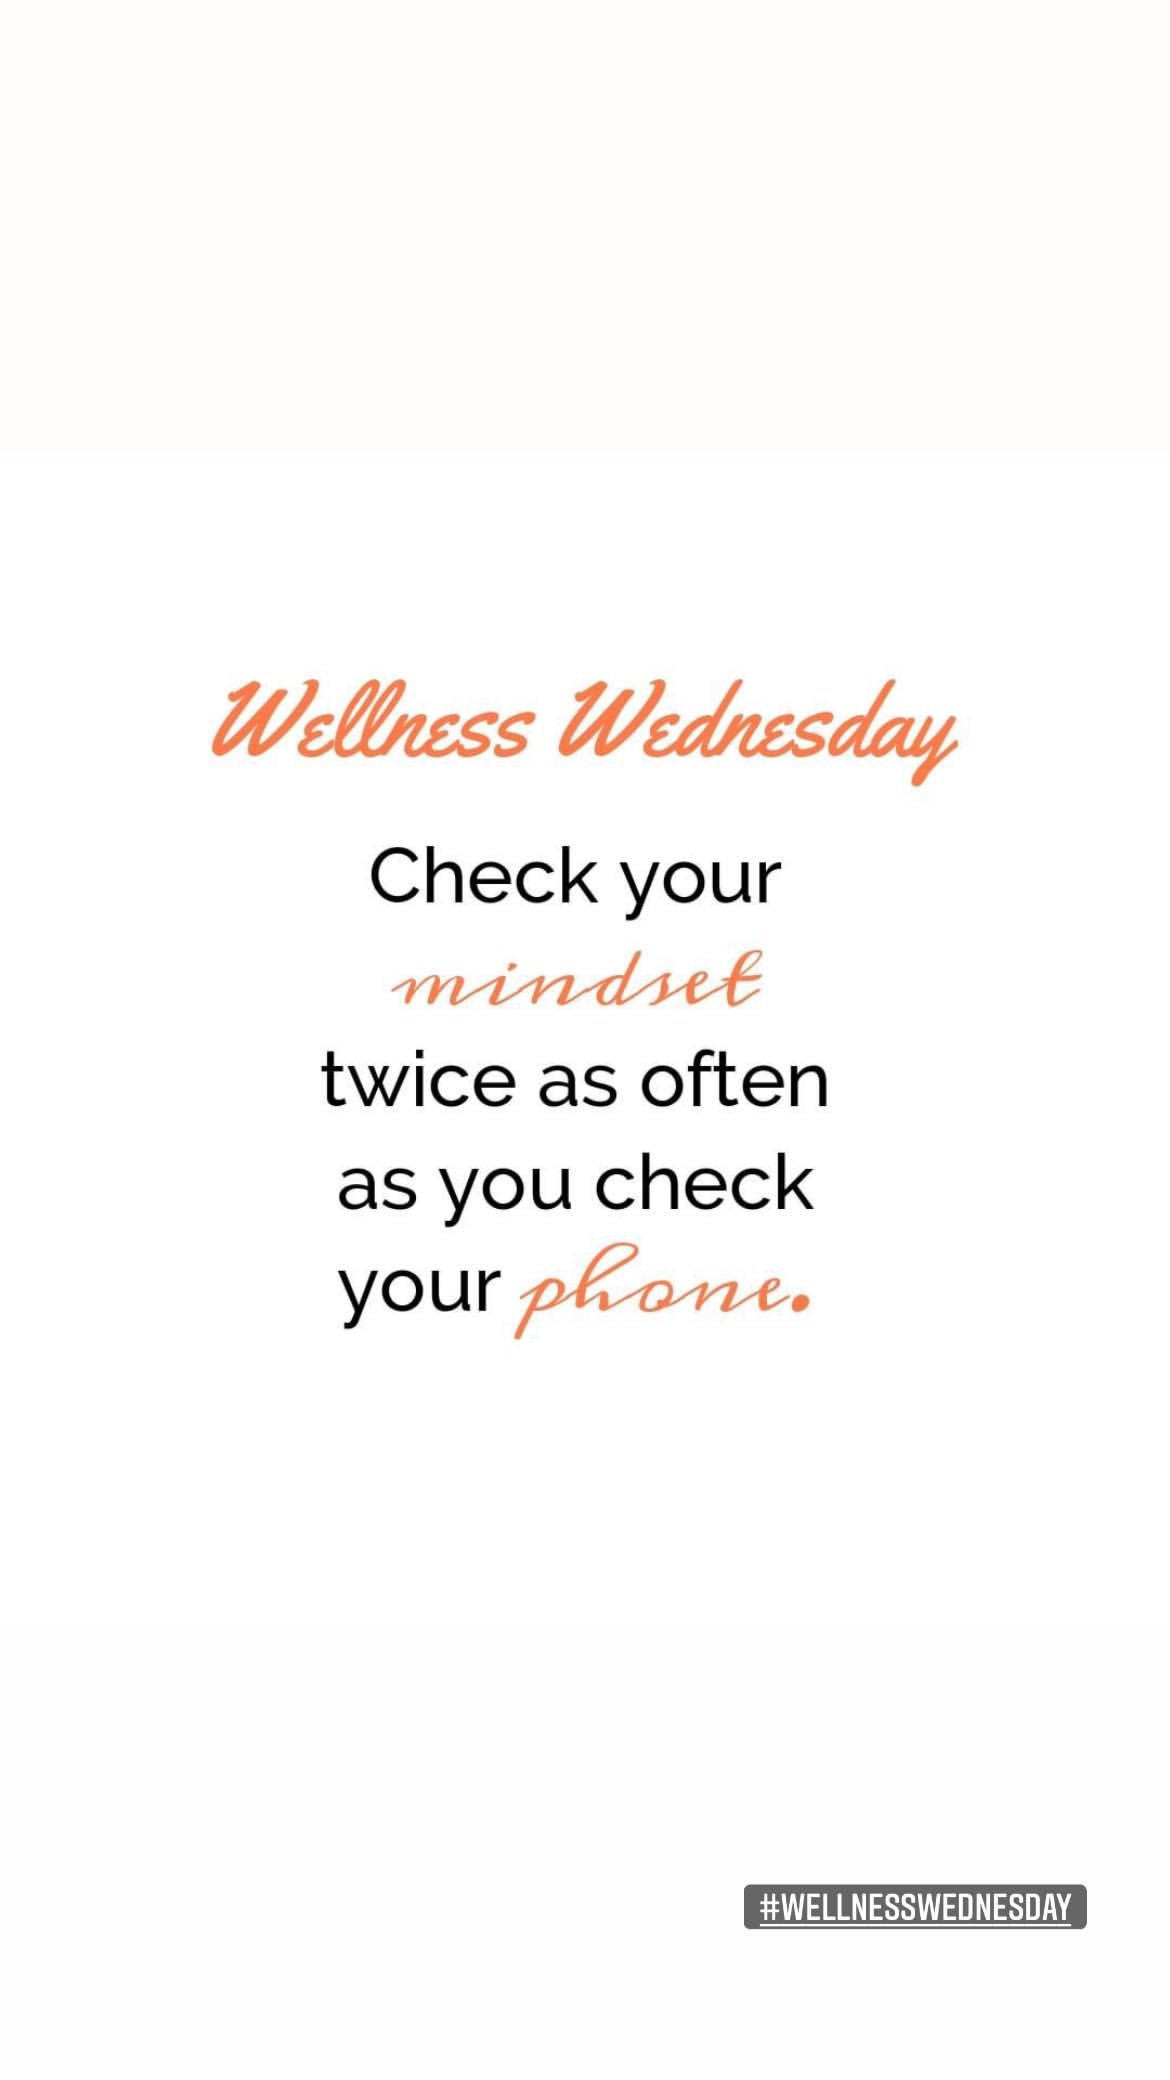 Wellness Wednesday
Check your
mindset
twice as often
as you check
your phone.
#WELLNESSWEDNESDAY